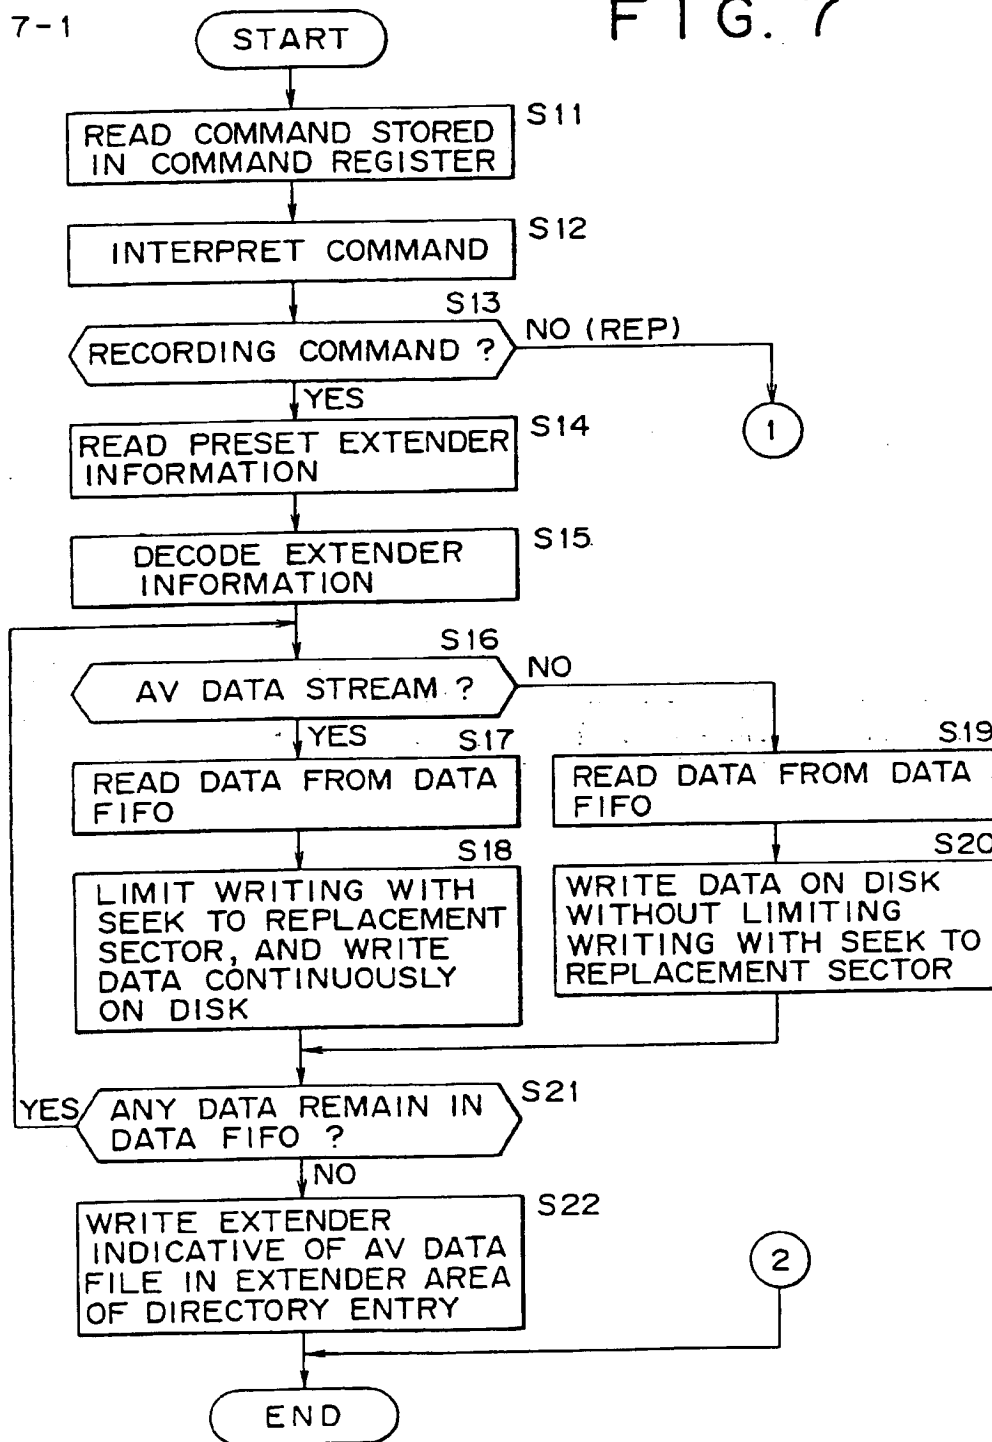 7-1
FIG. 7
START
S11
READ COMMAND STORED
IN COMMAND REGISTER
S12
INTERPRET COMMAND
S13
RECORDING COMMAND ?
NO (REP)
YES
1
S14
READ PRESET EXTENDER
INFORMATION
S15
DECODE EXTENDER
INFORMATION
S16
AV DATA STREAM ?
NO
YES
S17
READ DATA FROM DATA
FIFO
S19
READ DATA FROM DATA
FIFO
S18
LIMIT WRITING WITH
SEEK TO REPLACEMENT
SECTOR, AND WRITE
DATA CONTINUOUSLY
ON DISK
S20
WRITE DATA ON DISK
WITHOUT LIMITING
WRITING WITH SEEK TO
REPLACEMENT SECTOR
S21
YES
ANY DATA REMAIN IN
DATA FIFO ?
NO
S22
WRITE EXTENDER
INDICATIVE OF AV DATA
FILE IN EXTENDER AREA
OF DIRECTORY ENTRY
2
END